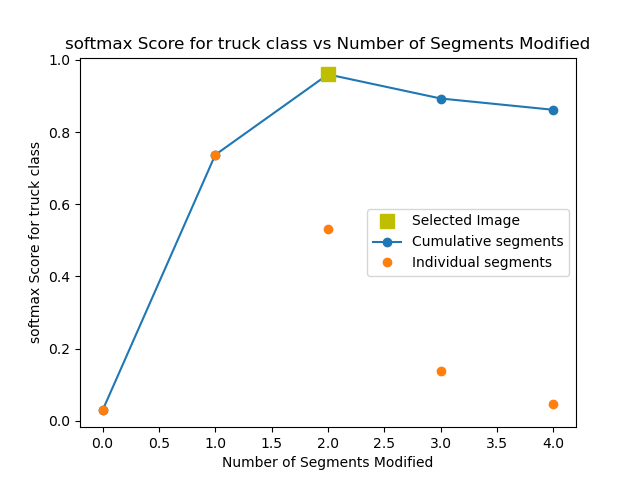 softmax Score for truck class vs Number of Segments Modified
softmax Score for truck class
1.0
0.8
0.6
0.4
0.2
0.0
Selected Image
Cumulative segments
Individual segments
0.0 0.5 1.0 1.5 2.0 2.5 3.0 3.5 4.0
Number of Segments Modified